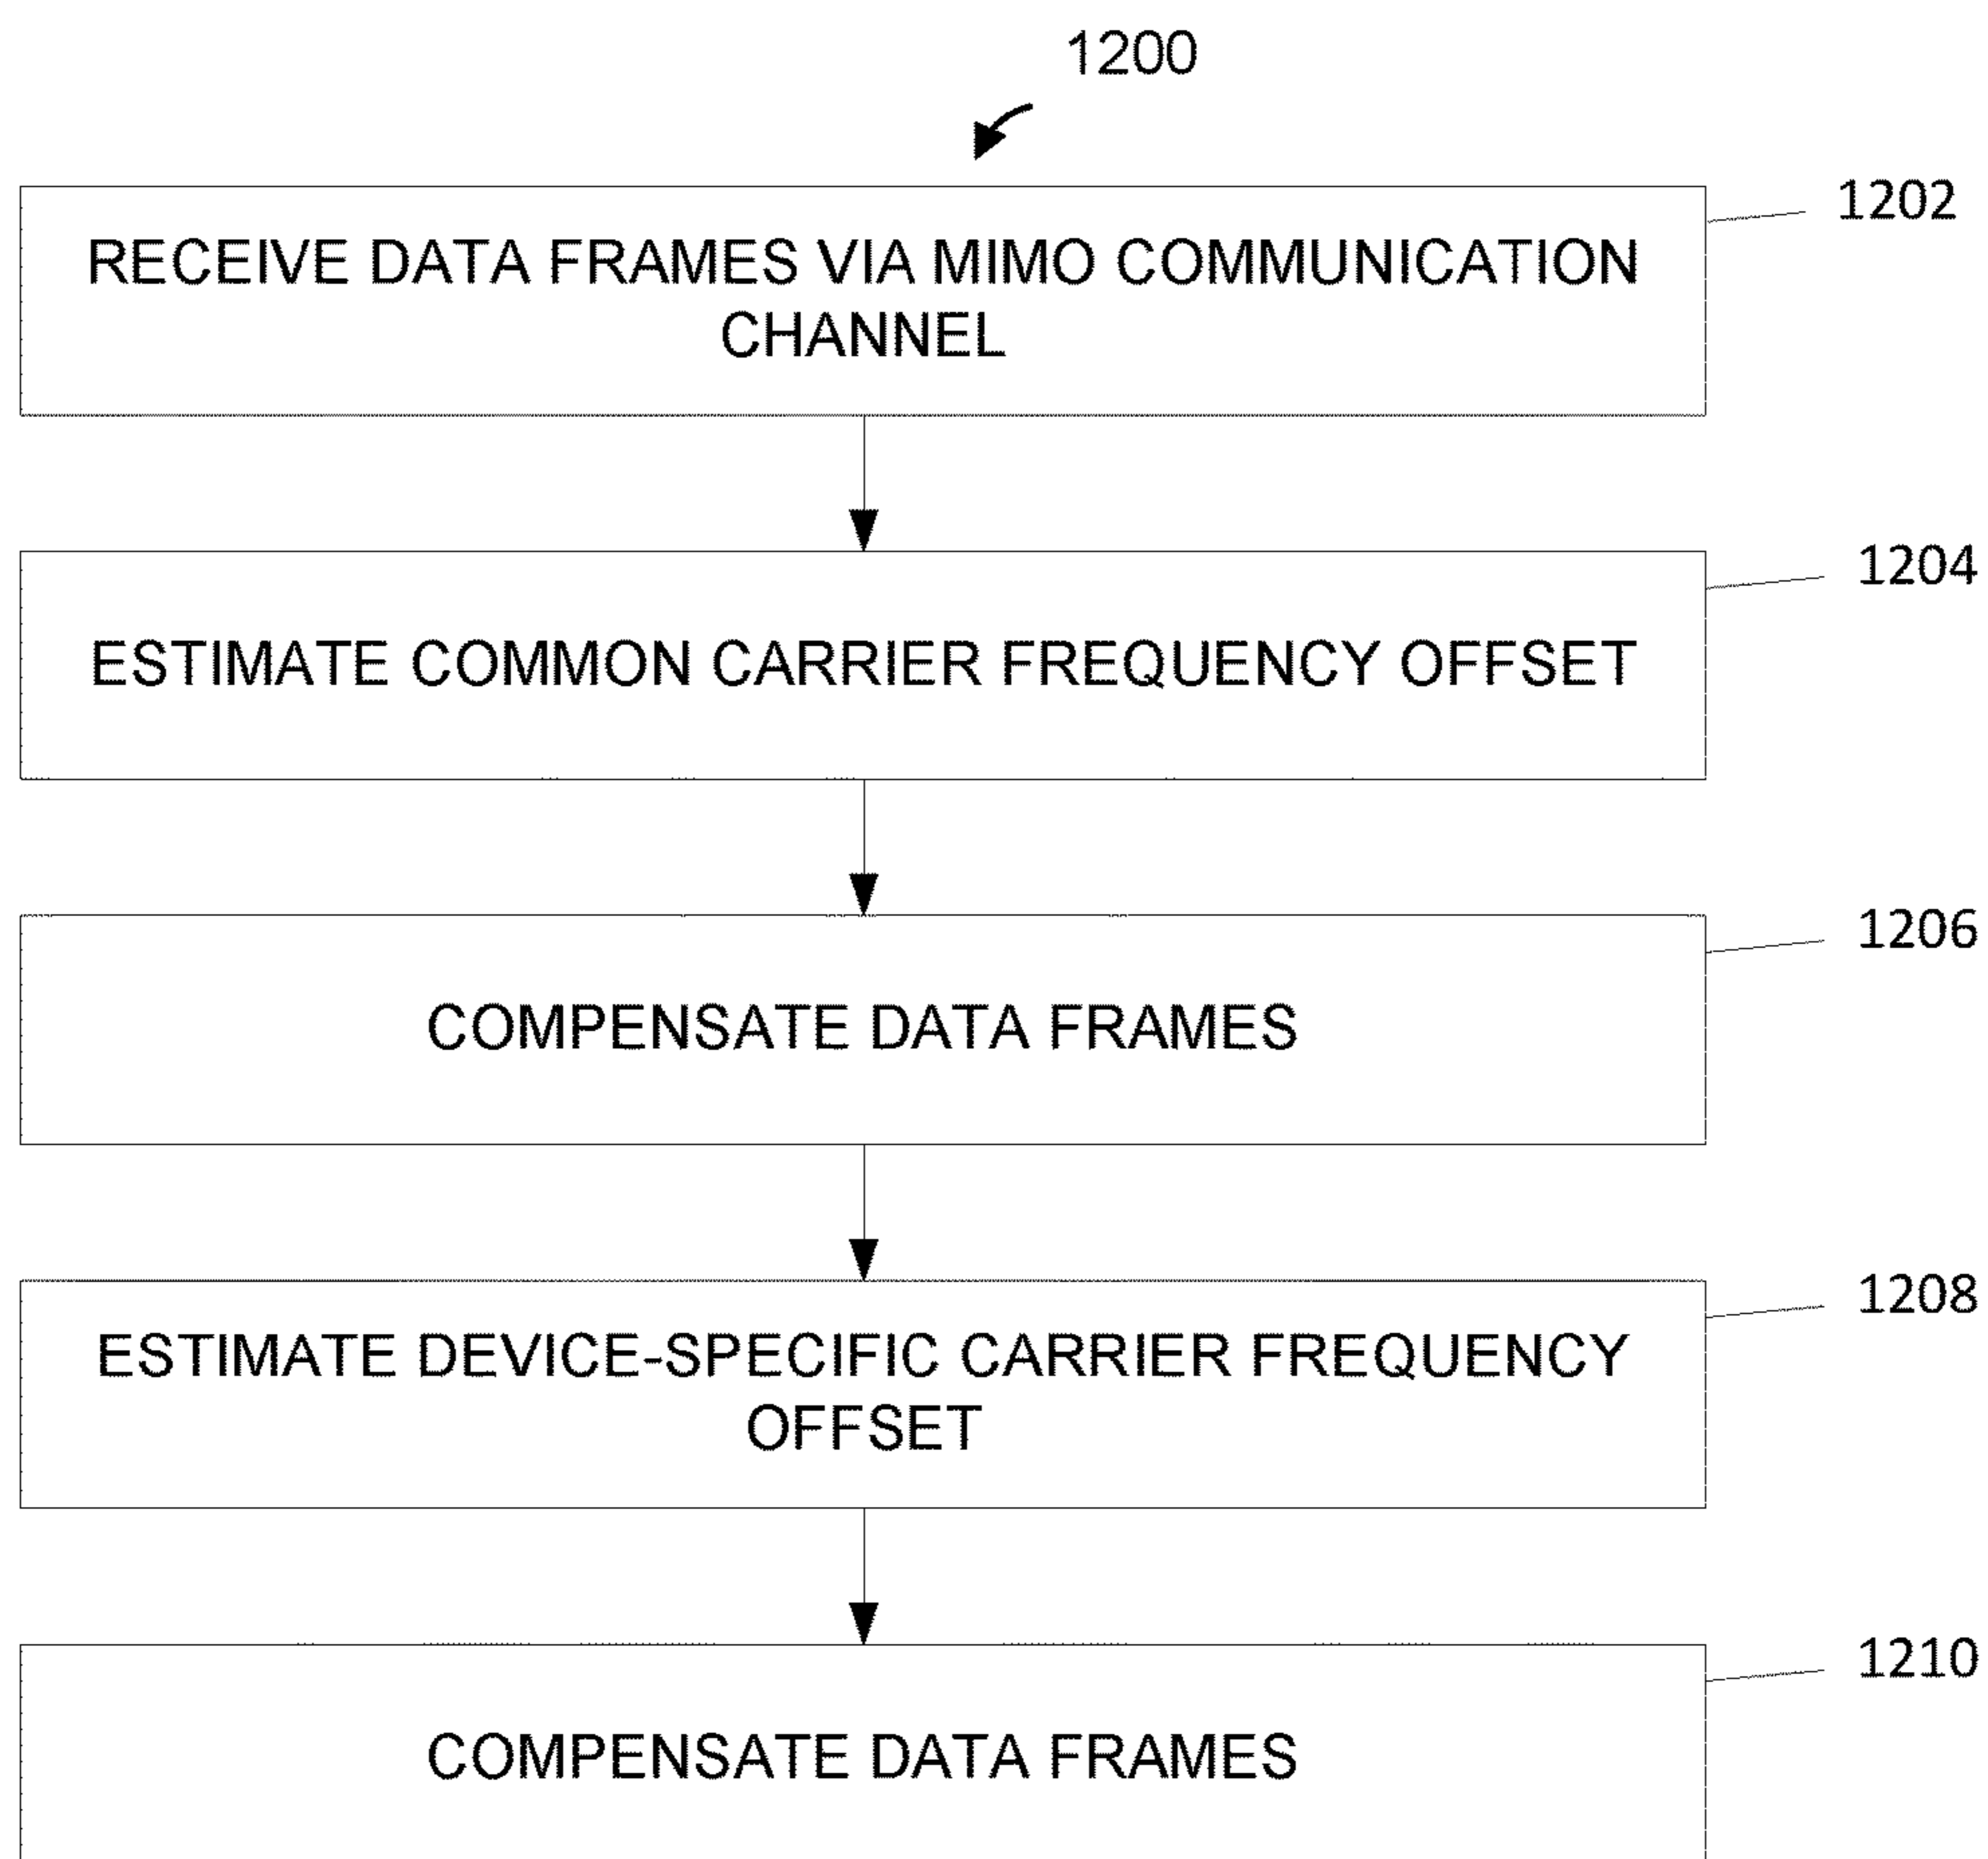 1200
1202
RECEIVE DATA FRAMES VIA MIMO COMMUNICATION
CHANNEL
1204
ESTIMATE COMMON CARRIER FREQUENCY OFFSET
1206
COMPENSATE DATA FRAMES
1208
ESTIMATE DEVICE-SPECIFIC CARRIER FREQUENCY
OFFSET
1210
COMPENSATE DATA FRAMES